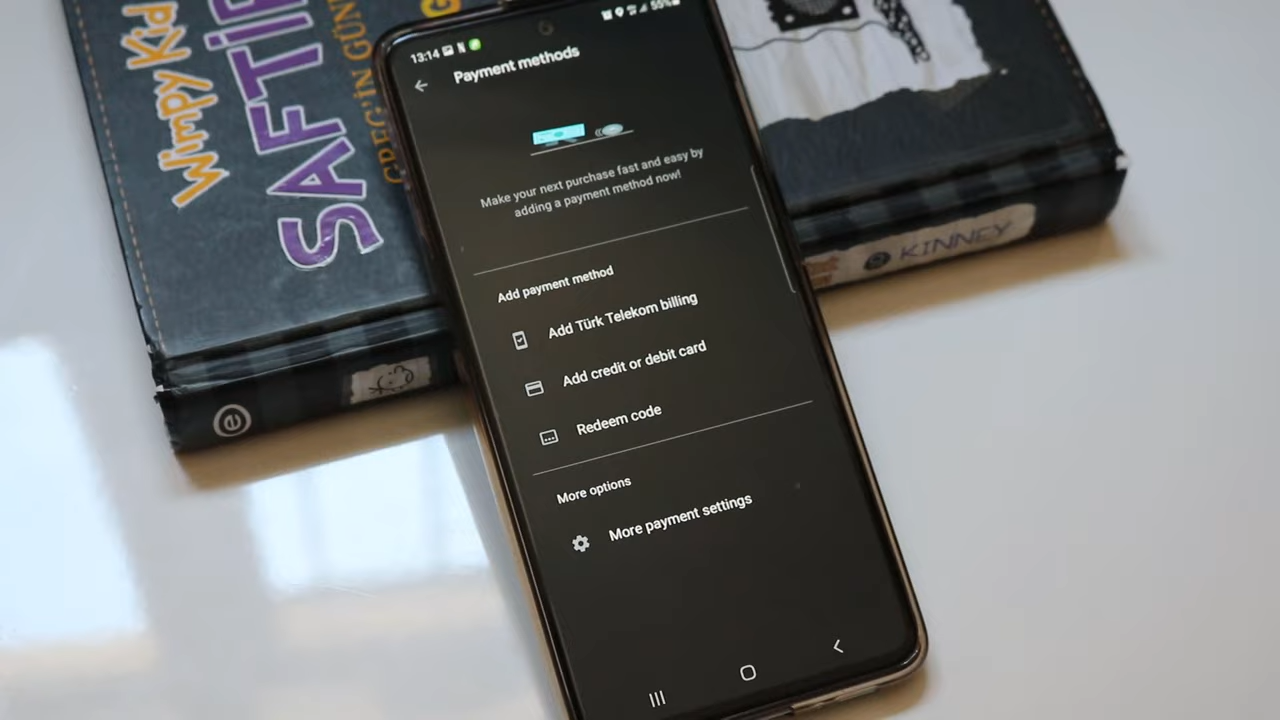 Wimpy Kid
SAFTİ
GREG'İN GÜN
KINNEY
13:14
55%
Payment methods
Make your next purchase fast and easy by
adding a payment method now!
Add payment method
Add Türk Telekom billing
Add credit or debit card
Redeem code
More options
More payment settings